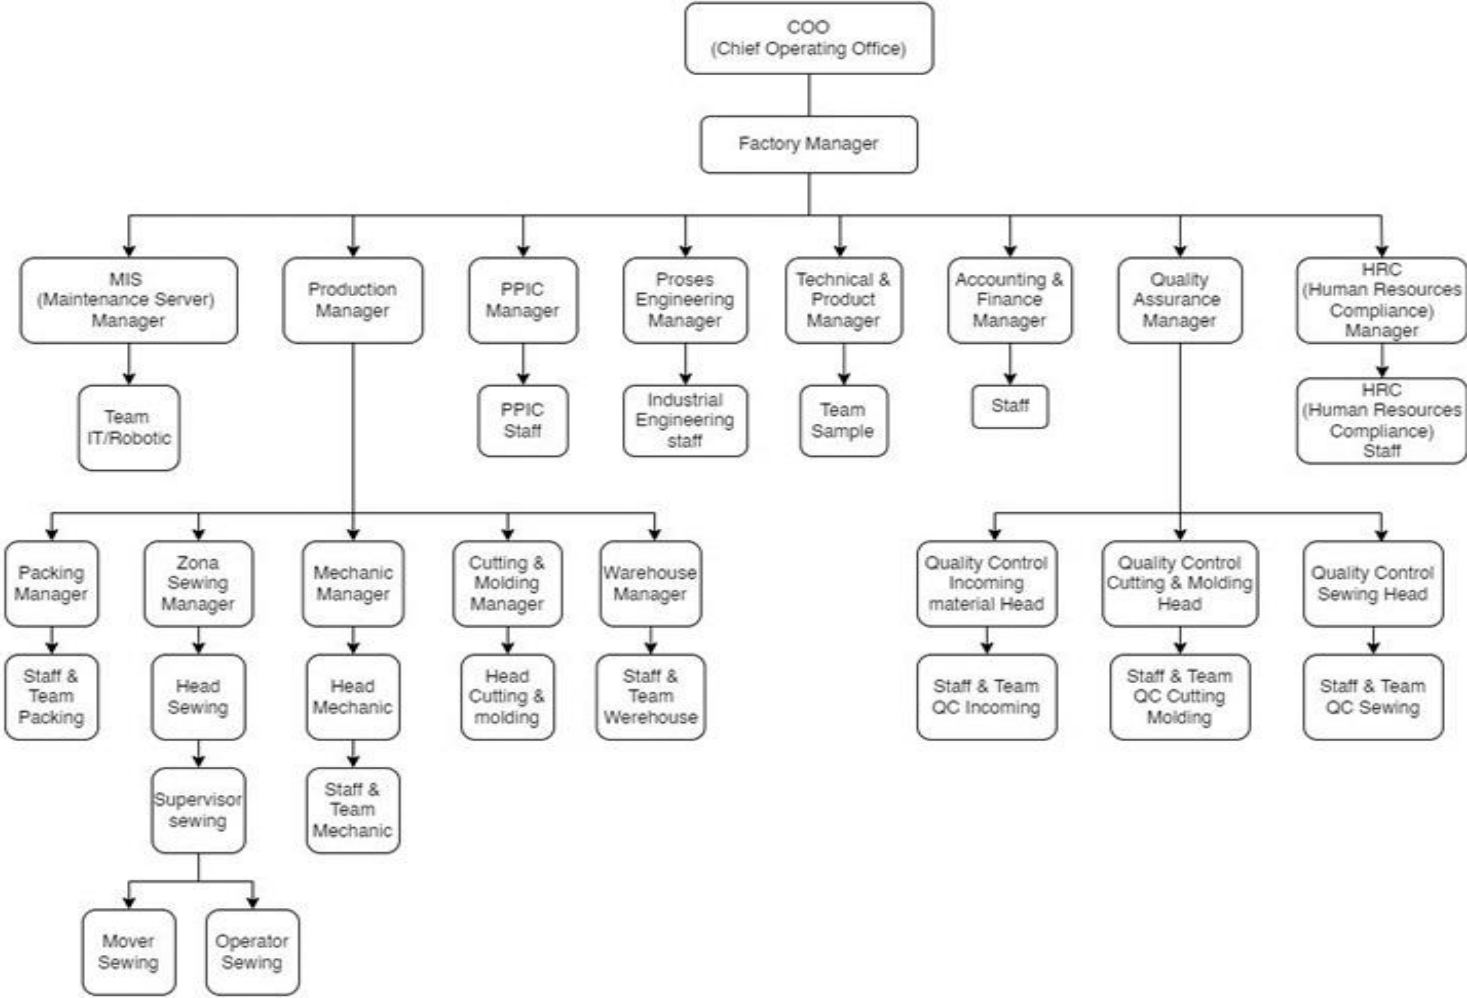 COO
(Chief Operating Office)
Factory Manager
MIS
(Maintenance Server)
Manager
Production
Manager
PPIC
Manager
Proses
Engineering
Manager
Technical &
Product
Manager
Accounting &
Finance
Manager
Quality
Assurance
Manager
HRC
(Human Resources
Compliance)
Manager
Team
IT/Robotic
PPIC
Staff
Industrial
Engineering
staff
Team
Sample
Staff
HRC
(Human Resources
Compliance)
Staff
Packing
Manager
Zona
Sewing
Manager
Mechanic
Manager
Cutting &
Molding
Manager
Warehouse
Manager
Quality Control
Incoming
material Head
Quality Control
Cutting & Molding
Head
Quality Control
Sewing Head
Staff &
Team
Packing
Head
Sewing
Head
Mechanic
Head
Cutting &
molding
Staff &
Team
Werehouse
Staff & Team
QC Incoming
Staff & Team
QC Cutting
Molding
Staff & Team
QC Sewing
Supervisor
sewing
Staff &
Team
Mechanic
Mover
Sewing
Operator
Sewing